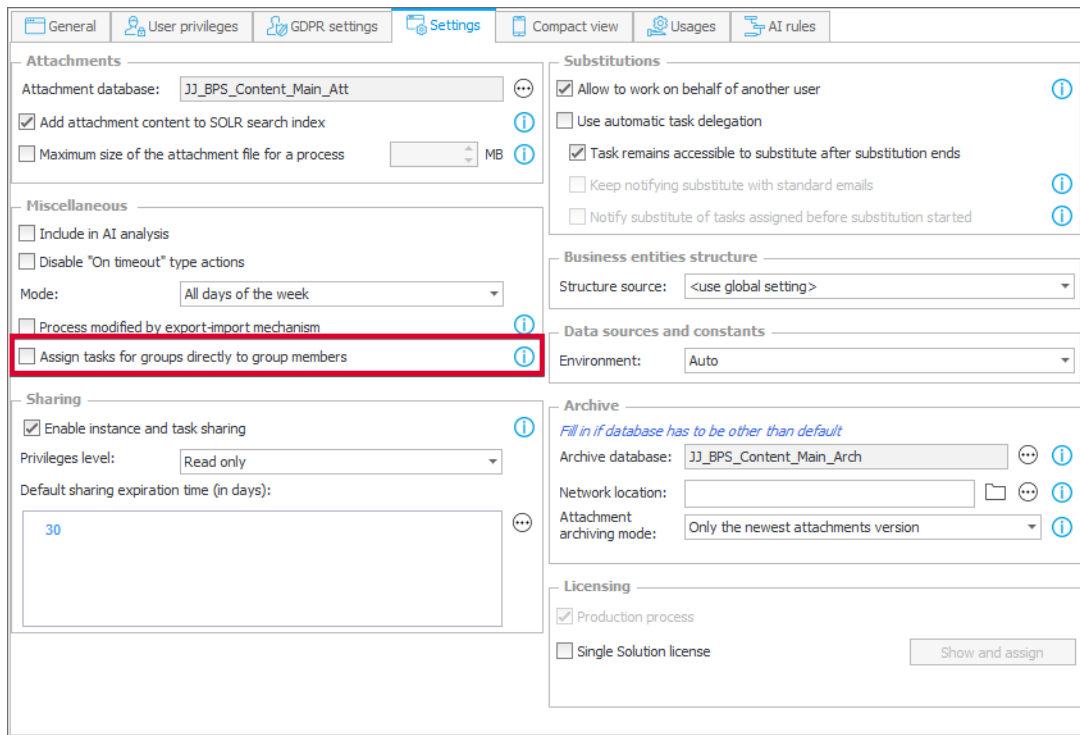 General
User privileges
GDPR settings
Settings
Compact view
Usages
AI rules
Attachments
Attachment database:
JJ_BPS_Content_Main_Att
Add attachment content to SOLR search index
Maximum size of the attachment file for a process
MB
Miscellaneous
Include in AI analysis
Disable "On timeout" type actions
Mode:
All days of the week
Process modified by export-import mechanism
Assign tasks for groups directly to group members
Sharing
Enable instance and task sharing
Privileges level:
Read only
Default sharing expiration time (in days):
30
Substitutions
Allow to work on behalf of another user
Use automatic task delegation
Task remains accessible to substitute after substitution ends
Keep notifying substitute with standard emails
Notify substitute of tasks assigned before substitution started
Business entities structure
Structure source:
<use global setting>
Data sources and constants
Environment:
Auto
Archive
Fill in if database has to be other than default
Archive database:
JJ_BPS_Content_Main_Arch
Network location:
Attachment
archiving mode:
Only the newest attachments version
Licensing
Production process
Single Solution license
Show and assign